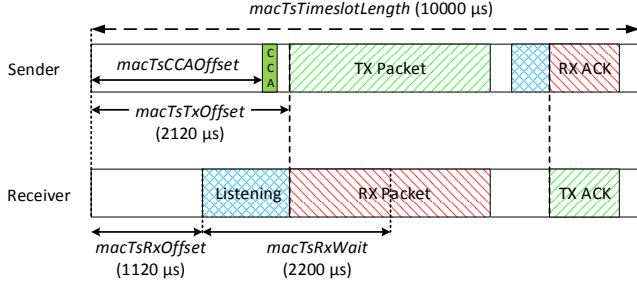 macTsTimeslotLength (10000 µs)
Sender
macTsCCAOffset
C
C
A
TX Packet
RX ACK
macTsTxOffset
(2120 µs)
Receiver
Listening
RX Packet
TX ACK
macTsRxOffset
(1120 µs)
macTsRxWait
(2200 µs)